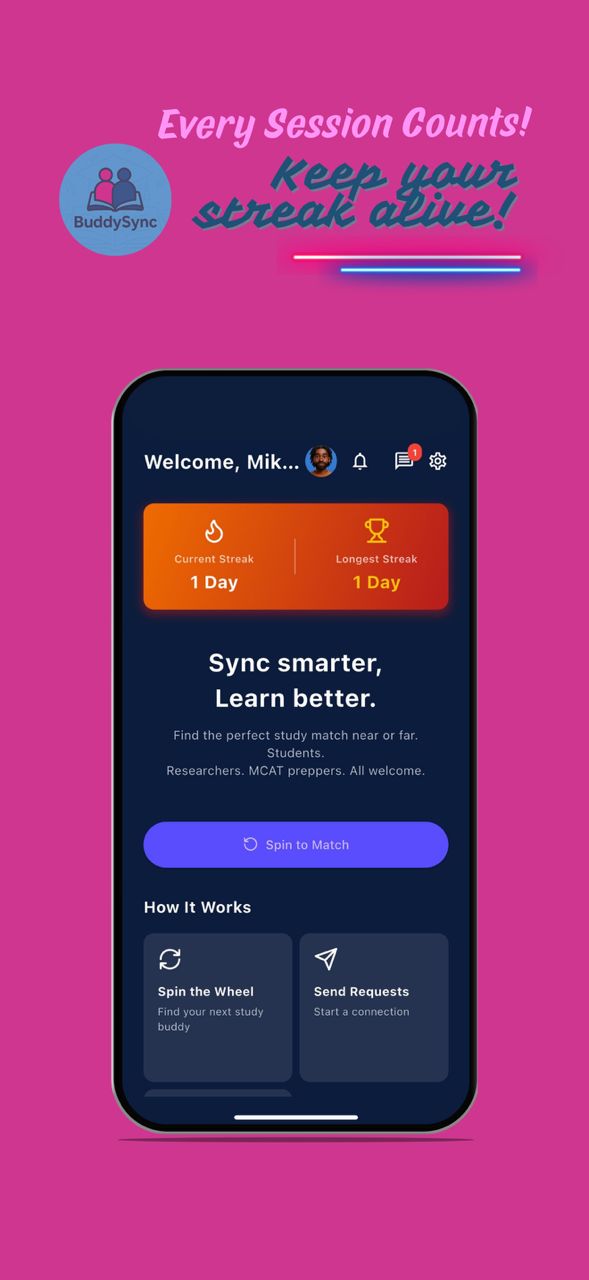 Every Session Counts!
Keep your
streak alive!
BuddySync
Welcome, Mik...
1
Current Streak
1 Day
Longest Streak
1 Day
Sync smarter,
Learn better.
Find the perfect study match near or far.
Students.
Researchers. MCAT preppers. All welcome.
Spin to Match
How It Works
Spin the Wheel
Find your next study
buddy
Send Requests
Start a connection